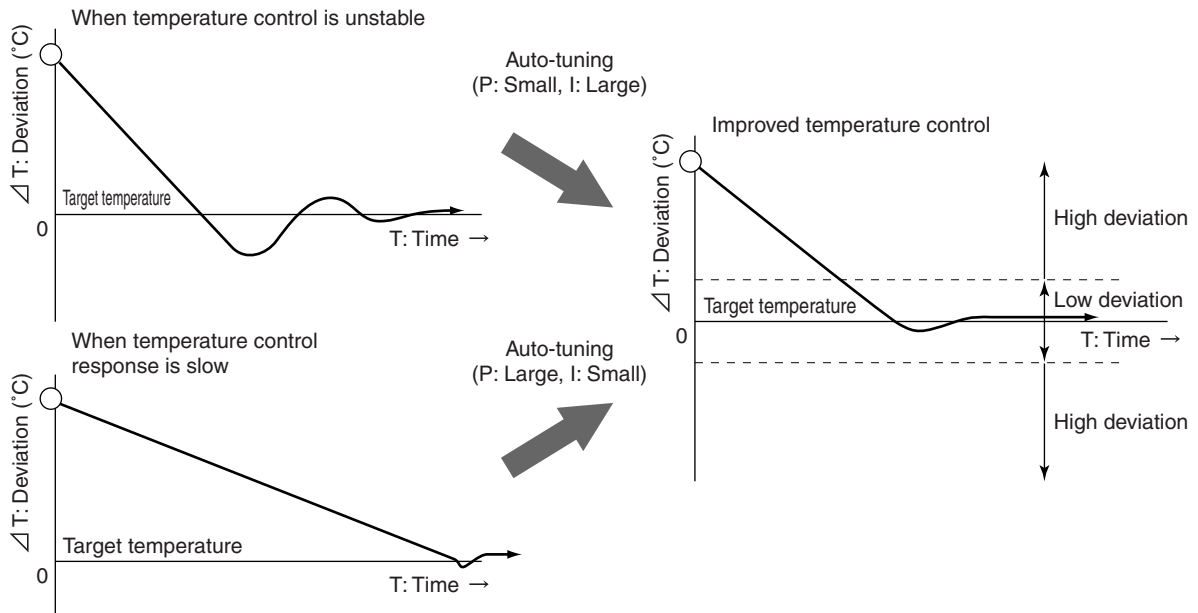 When temperature control is unstable
⊿T: Deviation (˚C)
Target temperature
0
T: Time →
Auto-tuning
(P: Small, I: Large)
When temperature control
response is slow
⊿T: Deviation (˚C)
Target temperature
0
T: Time →
Auto-tuning
(P: Large, I: Small)
Improved temperature control
⊿T: Deviation (˚C)
High deviation
Low deviation
Target temperature
0
T: Time →
High deviation